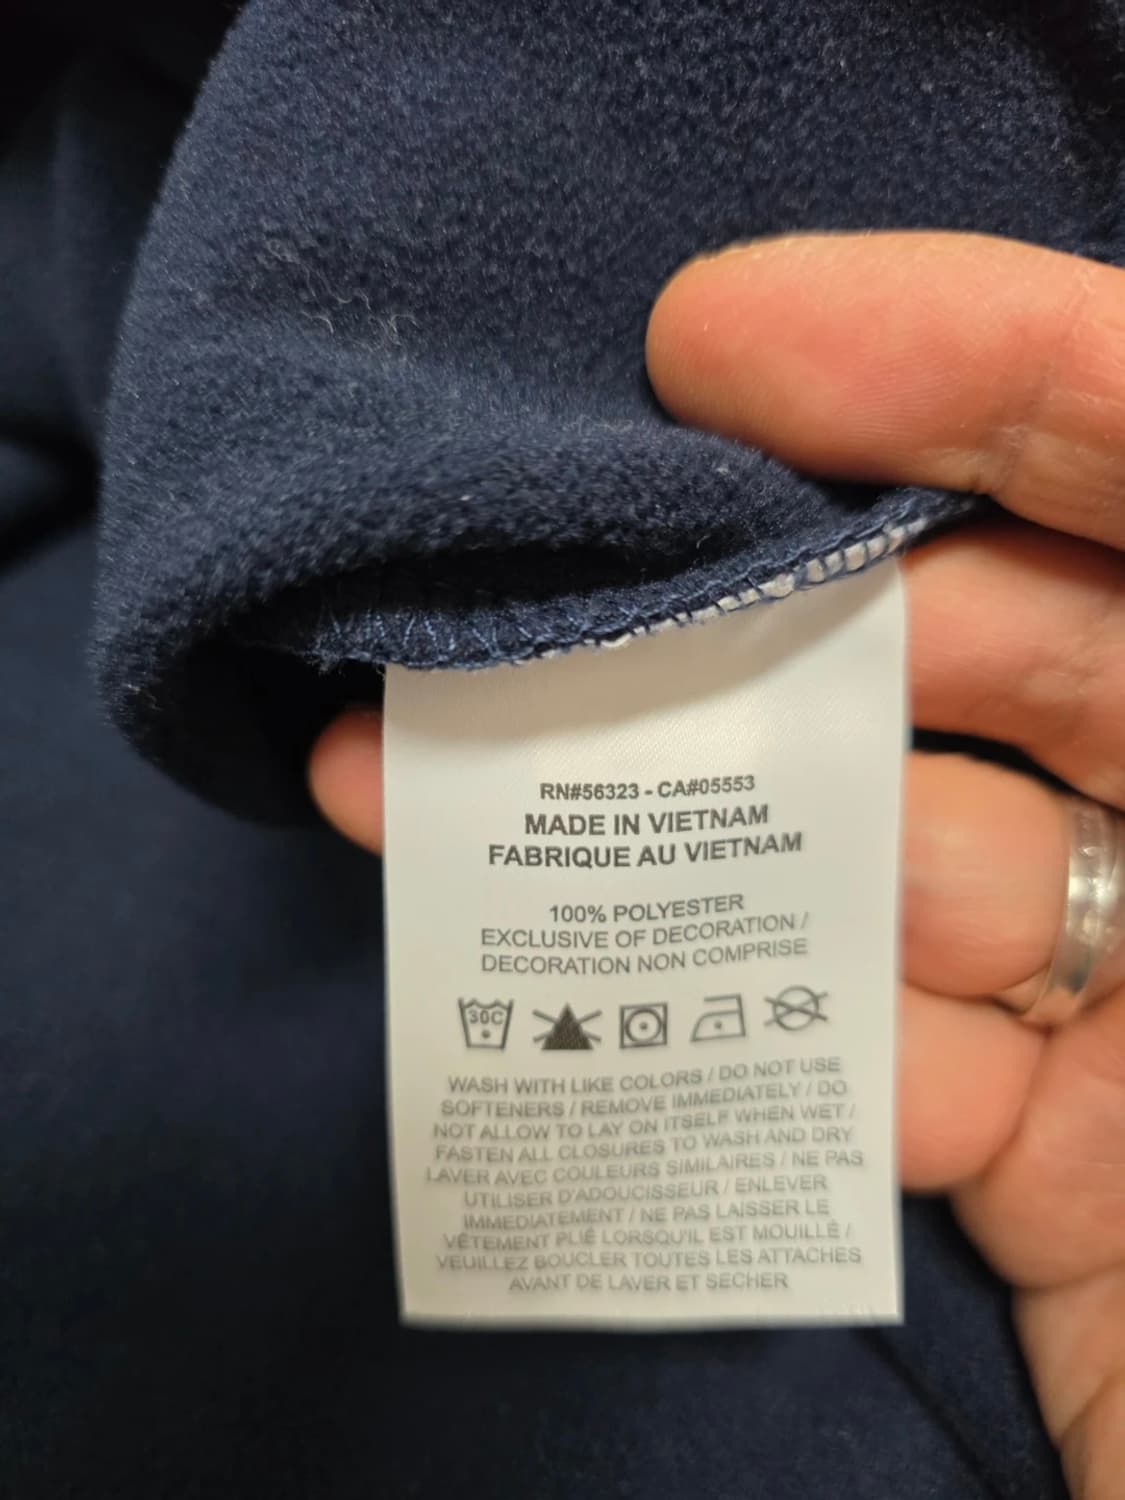 RN#56323 - CA#05553
MADE IN VIETNAM
FABRIQUE AU VIETNAM
100% POLYESTER
EXCLUSIVE OF DECORATION /
DECORATION NON COMPRISE
30C
WASH WITH LIKE COLORS / DO NOT USE
SOFTENERS / REMOVE IMMEDIATELY / DO
NOT ALLOW TO LAY ON ITSELF WHEN WET /
FASTEN ALL CLOSURES TO WASH AND DRY
LAVER AVEC COULEURS SIMILAIRES / NE PAS
UTILISER D'ADOUCISSEUR / ENLEVER
IMMEDIATEMENT / NE PAS LAISSER LE
VÊTEMENT PLIÉ LORSQU'IL EST MOUILLÉ /
VEUILLEZ BOUCLER TOUTES LES ATTACHES
AVANT DE LAVER ET SECHER